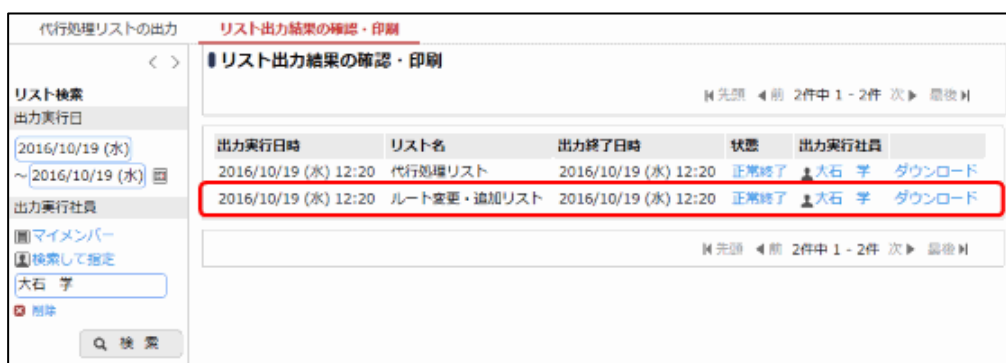 代行処理リストの出力 リスト出力結果の確認・印刷
リスト検索
出力実行日
2016/10/19 (水)
～2016/10/19 (水)
出力実行社員
マイメンバー
検索して指定
大石 学
削除
検 索
リスト出力結果の確認・印刷
先頭 前 2件中 1 - 2件 次 最後
出力実行日時 リスト名 出力終了日時 状態 出力実行社員
2016/10/19 (水) 12:20 代行処理リスト 2016/10/19 (水) 12:20 正常終了 大石 学 ダウンロード
2016/10/19 (水) 12:20 ルート変更・追加リスト 2016/10/19 (水) 12:20 正常終了 大石 学 ダウンロード
先頭 前 2件中 1 - 2件 次 最後